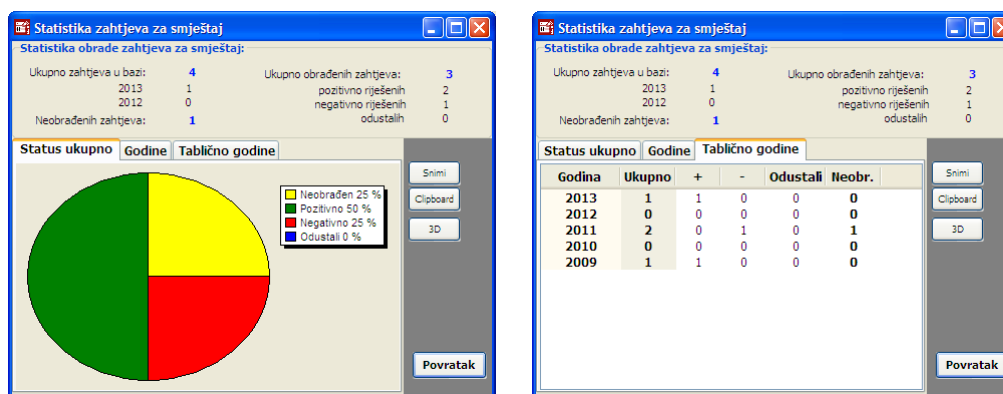 Statistika zahtjeva za smještaj
Statistika obrade zahtjeva za smještaj:
Ukupno zahtjeva u bazi: 4 Ukupno obrađenih zahtjeva: 3
2013 1 pozitivno riješenih 2
2012 0 negativno riješenih 1
Neobrađenih zahtjeva: 1 odustalih 0
Status ukupno Godine Tablično godine
Neobrađen 25 %
Pozitivno 50 %
Negativno 25 %
Odustali 0 %
Snimi
Clipboard
3D
Povratak
Statistika zahtjeva za smještaj
Statistika obrade zahtjeva za smještaj:
Ukupno zahtjeva u bazi: 4 Ukupno obrađenih zahtjeva: 3
2013 1 pozitivno riješenih 2
2012 0 negativno riješenih 1
Neobrađenih zahtjeva: 1 odustalih 0
Status ukupno Godine Tablično godine
Godina Ukupno + - Odustali Neobr.
2013 1 1 0 0 0
2012 0 0 0 0 0
2011 2 0 1 0 1
2010 0 0 0 0 0
2009 1 1 0 0 0
Snimi
Clipboard
3D
Povratak